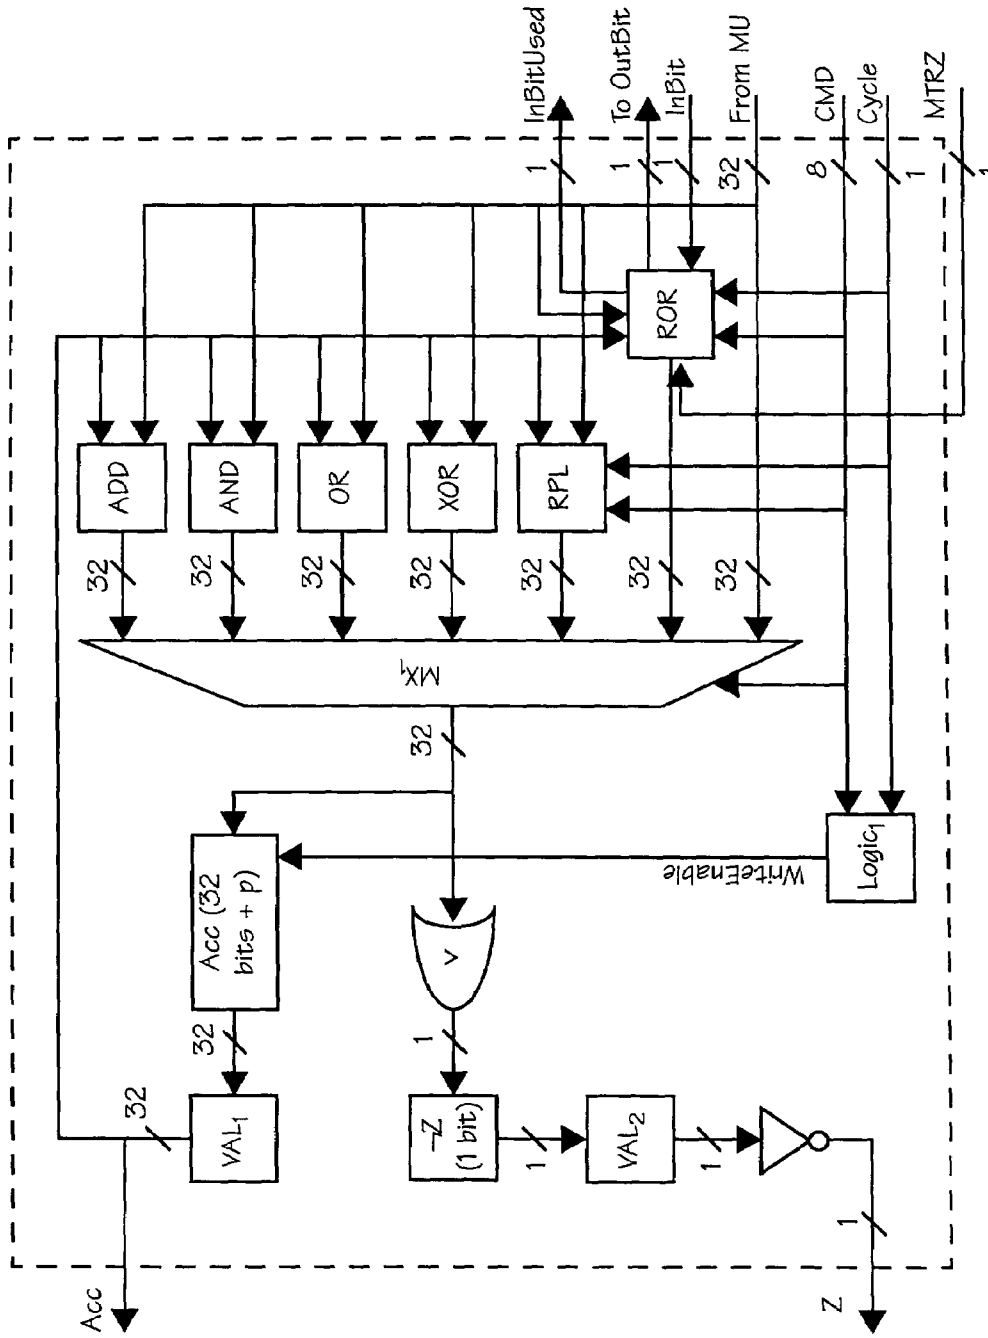 InBitUsed
To OutBit
InBit
From MU
CMD
Cycle
MTRZ
1
1
1
32
8
1
1
ROR
ADD
AND
OR
XOR
RPL
32
32
32
32
32
32
32
MX1
32
Acc (32
bits + p)
WriteEnable
Logic1
v
32
1
32
VAL1
¬Z
(1 bit)
1
VAL2
1
1
Acc
Z